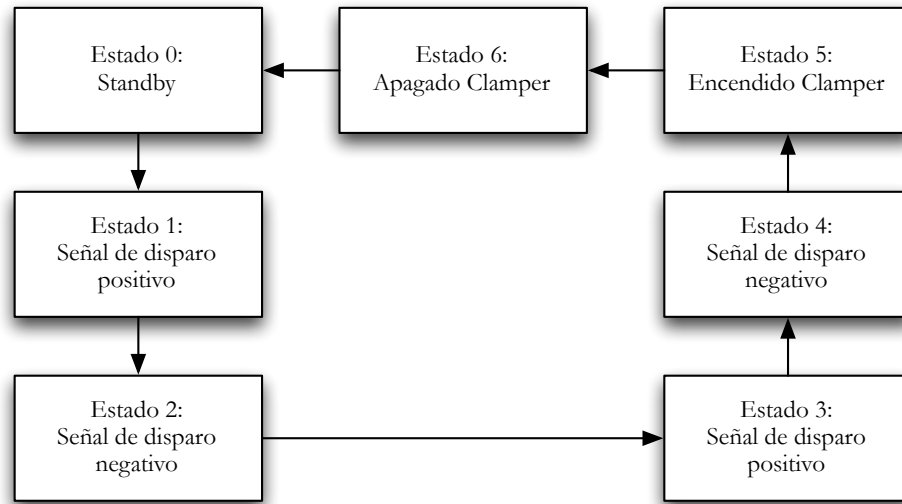 Estado 0:
Standby
Estado 6:
Apagado Clamper
Estado 5:
Encendido Clamper
Estado 1:
Señal de disparo
positivo
Estado 4:
Señal de disparo
negativo
Estado 2:
Señal de disparo
negativo
Estado 3:
Señal de disparo
positivo